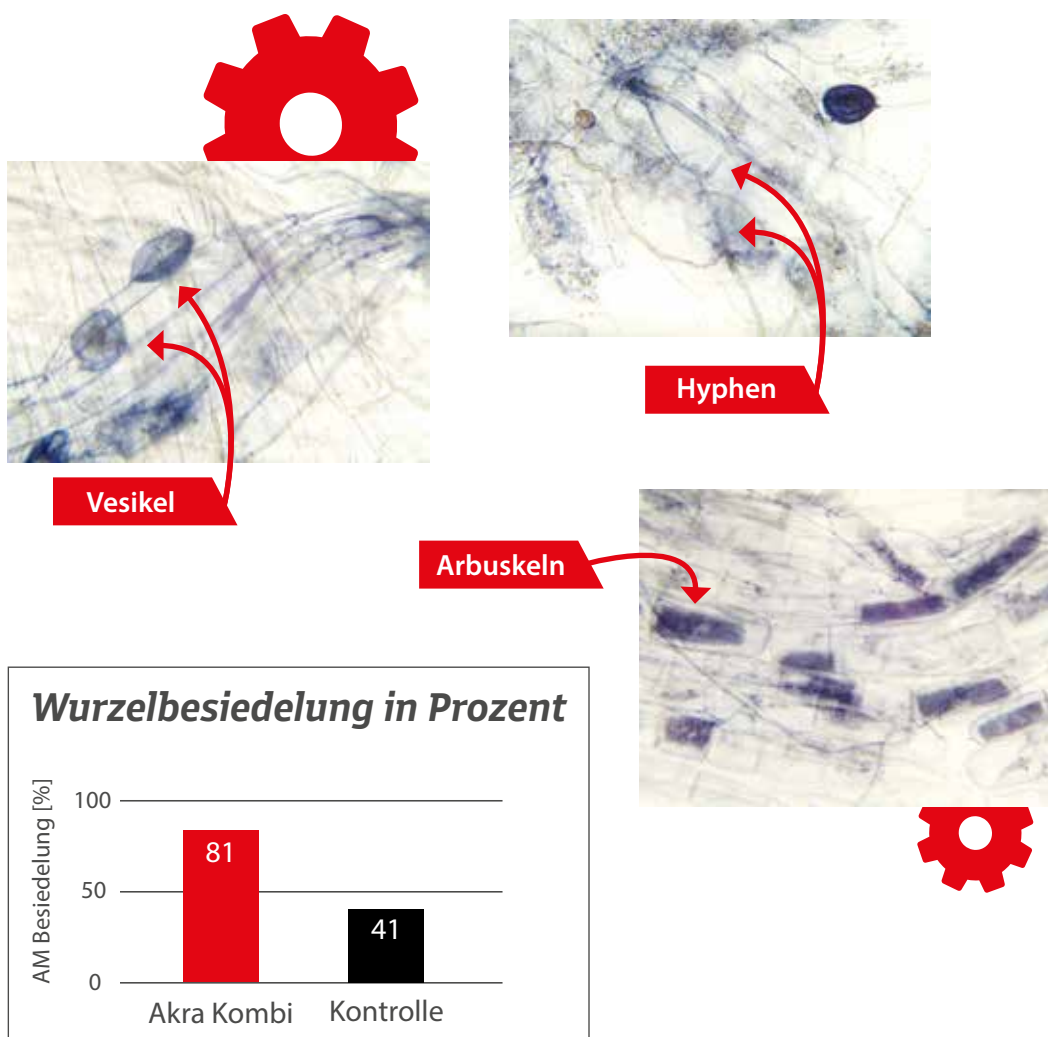 Hyphen
Vesikel
Arbuskeln
Wurzelbesiedelung in Prozent
AM Besiedelung [%]
100
50
0
81
41
Akra Kombi
Kontrolle